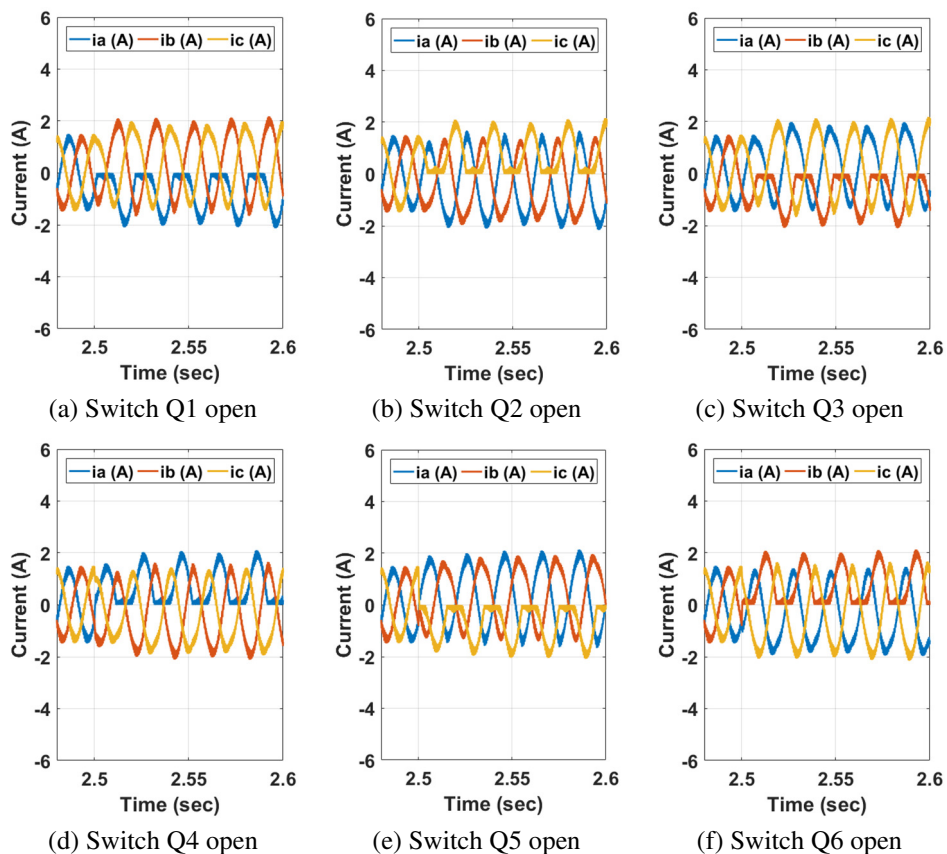 6
ia (A) ib (A) ic (A)
4
2
0
-2
-4
-6
Current (A)
2.5 2.55 2.6
Time (sec)
(a) Switch Q1 open
6
ia (A) ib (A) ic (A)
4
2
0
-2
-4
-6
Current (A)
2.5 2.55 2.6
Time (sec)
(b) Switch Q2 open
6
ia (A) ib (A) ic (A)
4
2
0
-2
-4
-6
Current (A)
2.5 2.55 2.6
Time (sec)
(c) Switch Q3 open
6
ia (A) ib (A) ic (A)
4
2
0
-2
-4
-6
Current (A)
2.5 2.55 2.6
Time (sec)
(d) Switch Q4 open
6
ia (A) ib (A) ic (A)
4
2
0
-2
-4
-6
Current (A)
2.5 2.55 2.6
Time (sec)
(e) Switch Q5 open
6
ia (A) ib (A) ic (A)
4
2
0
-2
-4
-6
Current (A)
2.5 2.55 2.6
Time (sec)
(f) Switch Q6 open